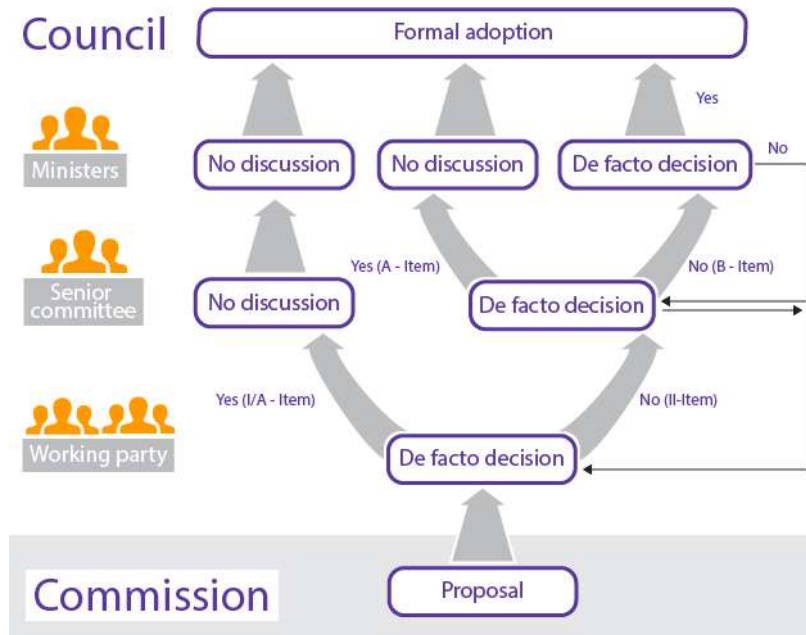 Council
Formal adoption
Yes
No
Ministers
No discussion
No discussion
De facto decision
Yes (A - Item)
No (B - Item)
Senior
committee
No discussion
De facto decision
Yes (I/A - Item)
No (II-Item)
Working party
De facto decision
Commission
Proposal